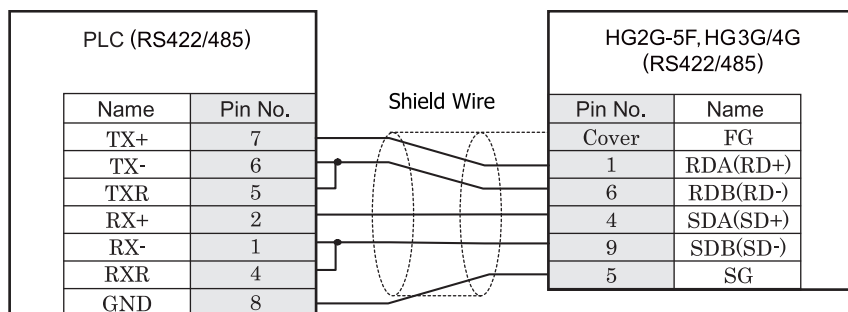 PLC (RS422/485)
Name Pin No.
TX+ 7
TX- 6
TXR 5
RX+ 2
RX- 1
RXR 4
GND 8
Shield Wire
HG2G-5F, HG3G/4G
(RS422/485)
Pin No. Name
Cover FG
1 RDA(RD+)
6 RDB(RD-)
4 SDA(SD+)
9 SDB(SD-)
5 SG